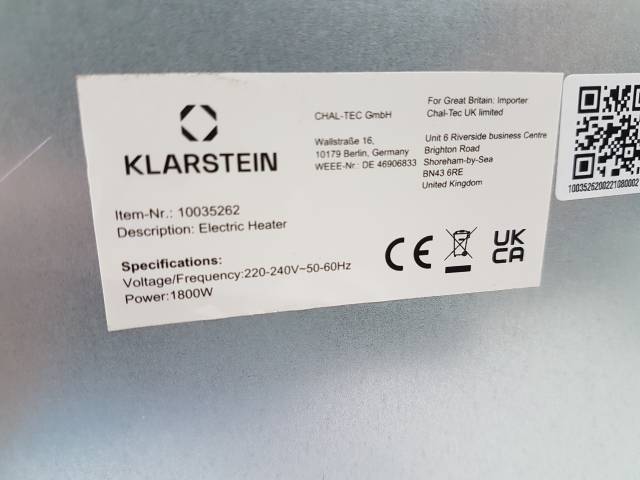 KLARSTEIN
Item-Nr.: 10035262
Description: Electric Heater
Specifications:
Voltage/Frequency:220-240V~50-60Hz
Power:1800W
CHAL-TEC GmbH
Wallstraße 16,
10179 Berlin, Germany
WEEE-Nr.: DE 46906833
For Great Britain: Importer
Chal-Tec UK limited
Unit 6 Riverside business Centre
Brighton Road
Shoreham-by-Sea
BN43 6RE
United Kingdom
CE
UK
CA
1003526200221080002